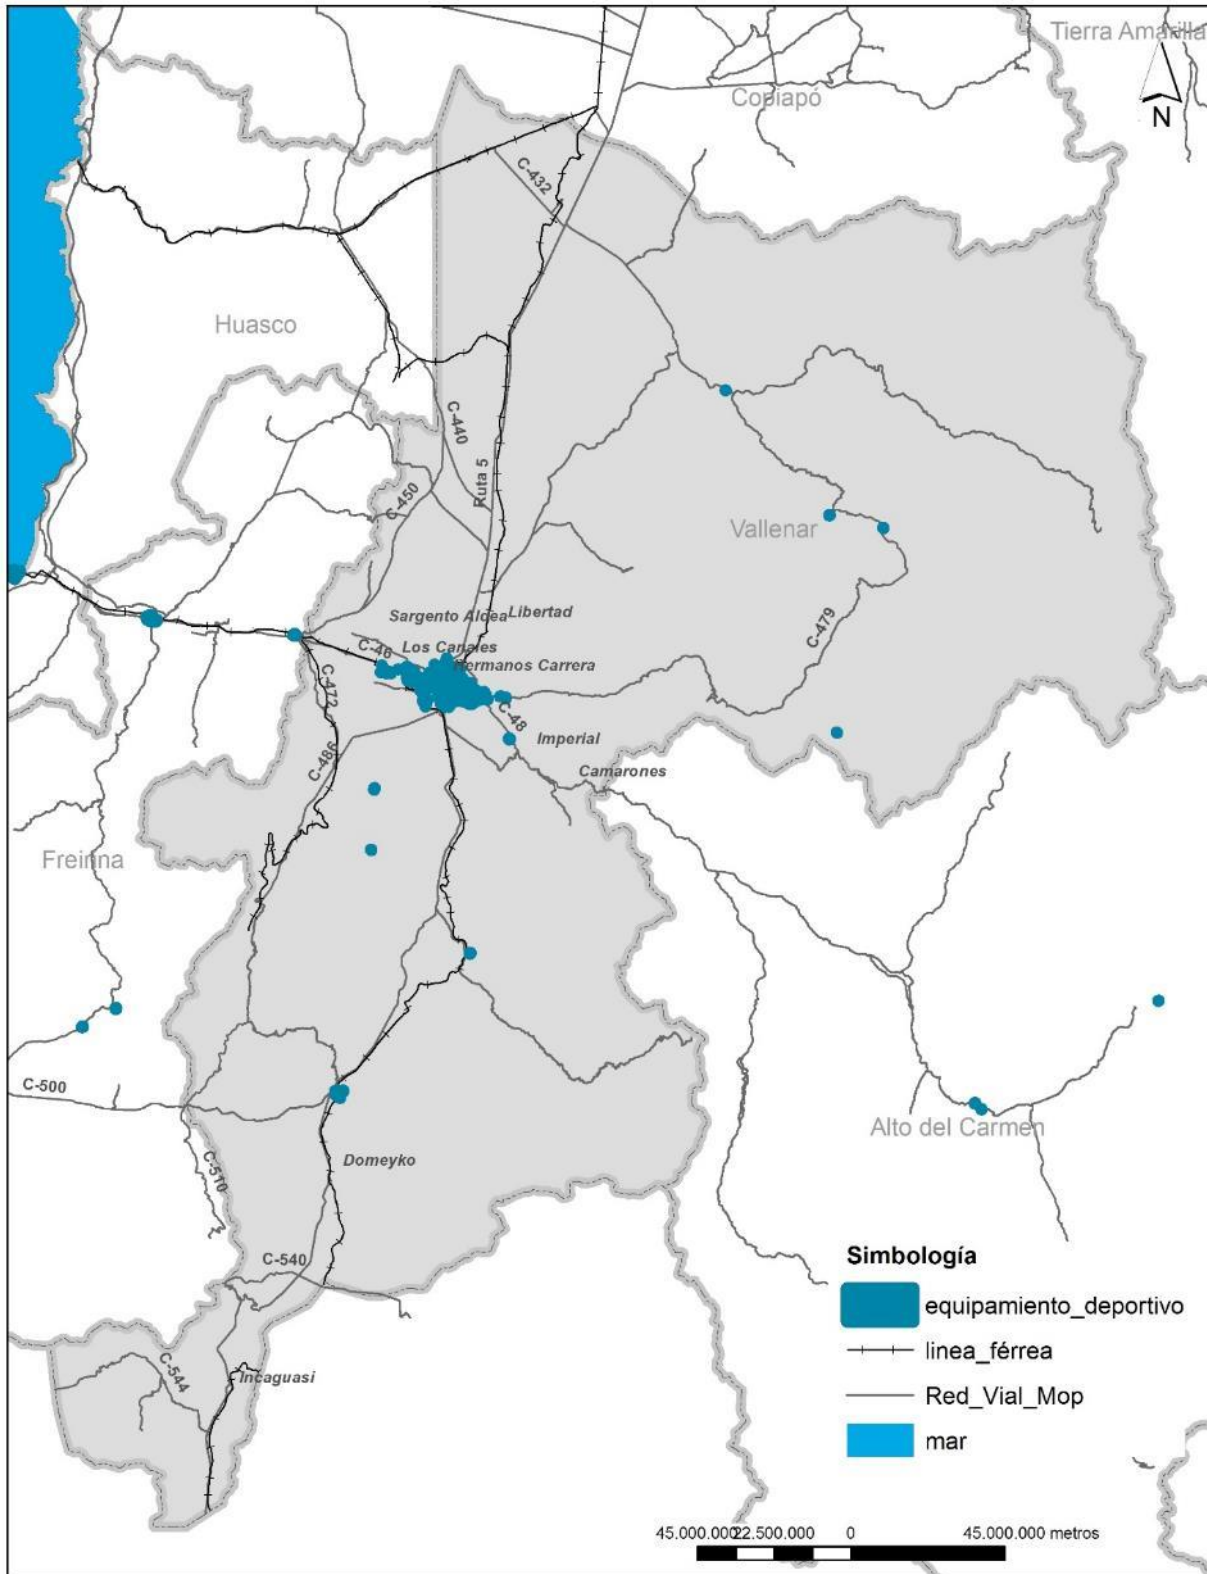 Tierra Amarilla
Copiapó
N
C-432
Huasco
C-440
Ruta 5
C-450
Vallenar
Sargento Aldea
Libertad
C-46
Los Canales
Hermanos Carrera
C-479
C-472
C-48
Imperial
C-486
Camarones
Freirina
C-500
Alto del Carmen
C-510
Domeyko
C-540
Simbología
equipamiento_deportivo
linea_férrea
Red_Vial_Mop
mar
C-544
Incaguasi
45.000.000 22.500.000 0 45.000.000 metros